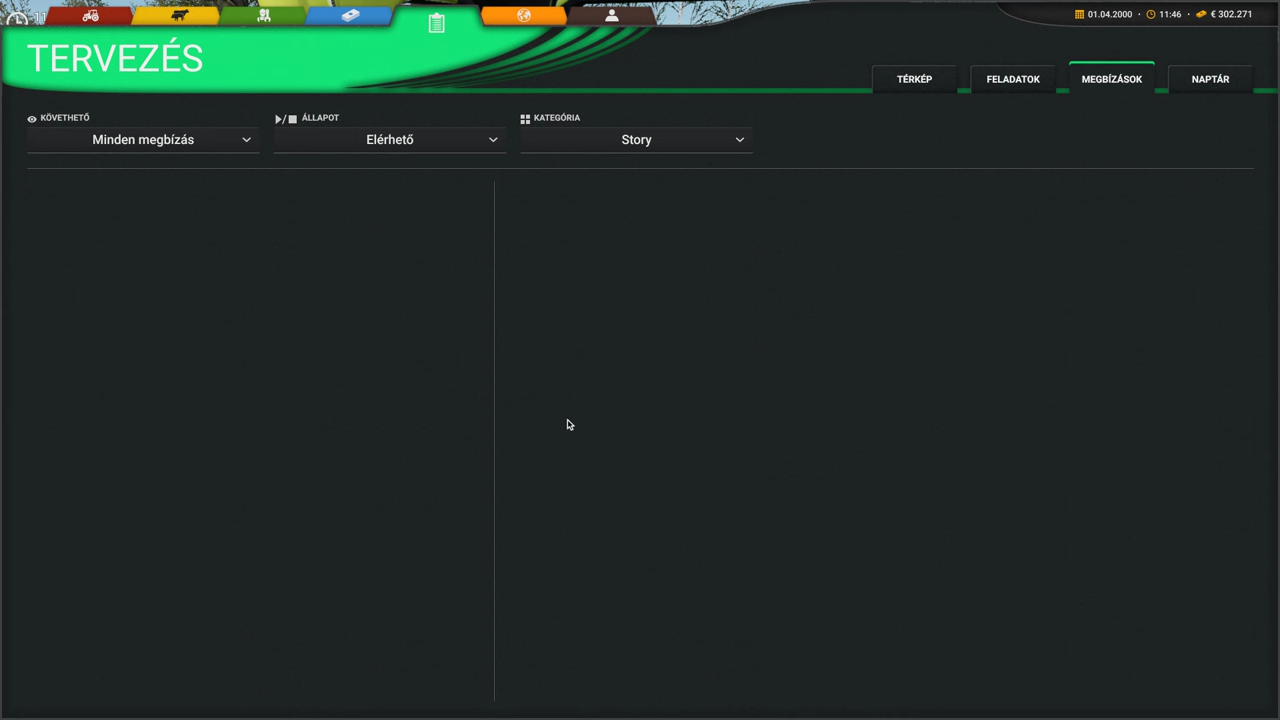 01.04.2000 · 11:46 · € 302.271
TERVEZÉS
TÉRKÉP
FELADATOK
MEGBÍZÁSOK
NAPTÁR
KÖVETHETŐ
ÁLLAPOT
KATEGÓRIA
Minden megbízás
Elérhető
Story